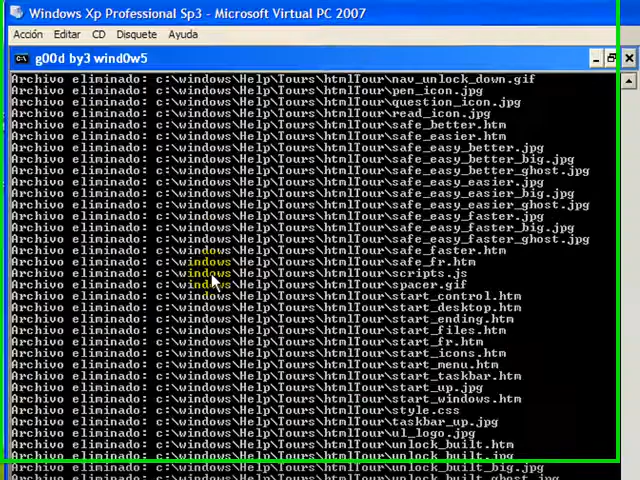 Windows Xp Professional Sp3 - Microsoft Virtual PC 2007
Acción Editar CD Disquete Ayuda
g00d by3 wind0w5
Archivo eliminado: c:\windows\Help\Tours\htmlTour\nav_unlock_down.gif
Archivo eliminado: c:\windows\Help\Tours\htmlTour\pen_icon.jpg
Archivo eliminado: c:\windows\Help\Tours\htmlTour\question_icon.jpg
Archivo eliminado: c:\windows\Help\Tours\htmlTour\read_icon.jpg
Archivo eliminado: c:\windows\Help\Tours\htmlTour\safe_better.htm
Archivo eliminado: c:\windows\Help\Tours\htmlTour\safe_easier.htm
Archivo eliminado: c:\windows\Help\Tours\htmlTour\safe_easy_better.jpg
Archivo eliminado: c:\windows\Help\Tours\htmlTour\safe_easy_better_big.jpg
Archivo eliminado: c:\windows\Help\Tours\htmlTour\safe_easy_better_ghost.jpg
Archivo eliminado: c:\windows\Help\Tours\htmlTour\safe_easy_easier.jpg
Archivo eliminado: c:\windows\Help\Tours\htmlTour\safe_easy_easier_big.jpg
Archivo eliminado: c:\windows\Help\Tours\htmlTour\safe_easy_easier_ghost.jpg
Archivo eliminado: c:\windows\Help\Tours\htmlTour\safe_easy_faster.jpg
Archivo eliminado: c:\windows\Help\Tours\htmlTour\safe_easy_faster_big.jpg
Archivo eliminado: c:\windows\Help\Tours\htmlTour\safe_easy_faster_ghost.jpg
Archivo eliminado: c:\windows\Help\Tours\htmlTour\safe_faster.htm
Archivo eliminado: c:\windows\Help\Tours\htmlTour\safe_fr.htm
Archivo eliminado: c:\windows\Help\Tours\htmlTour\scripts.js
Archivo eliminado: c:\windows\Help\Tours\htmlTour\spacer.gif
Archivo eliminado: c:\windows\Help\Tours\htmlTour\start_control.htm
Archivo eliminado: c:\windows\Help\Tours\htmlTour\start_desktop.htm
Archivo eliminado: c:\windows\Help\Tours\htmlTour\start_ending.htm
Archivo eliminado: c:\windows\Help\Tours\htmlTour\start_files.htm
Archivo eliminado: c:\windows\Help\Tours\htmlTour\start_fr.htm
Archivo eliminado: c:\windows\Help\Tours\htmlTour\start_icons.htm
Archivo eliminado: c:\windows\Help\Tours\htmlTour\start_menu.htm
Archivo eliminado: c:\windows\Help\Tours\htmlTour\start_taskbar.htm
Archivo eliminado: c:\windows\Help\Tours\htmlTour\start_up.jpg
Archivo eliminado: c:\windows\Help\Tours\htmlTour\start_windows.htm
Archivo eliminado: c:\windows\Help\Tours\htmlTour\style.css
Archivo eliminado: c:\windows\Help\Tours\htmlTour\taskbar_up.jpg
Archivo eliminado: c:\windows\Help\Tours\htmlTour\ul_logo.jpg
Archivo eliminado: c:\windows\Help\Tours\htmlTour\unlock_built.htm
Archivo eliminado: c:\windows\Help\Tours\htmlTour\unlock_built.jpg
Archivo eliminado: c:\windows\Help\Tours\htmlTour\unlock_built_big.jpg